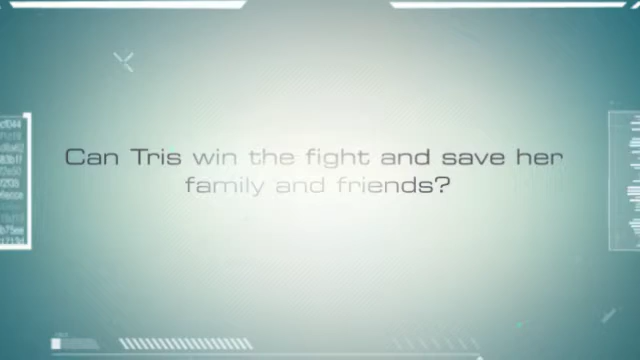 Can Tris win the fight and save her
family and friends?